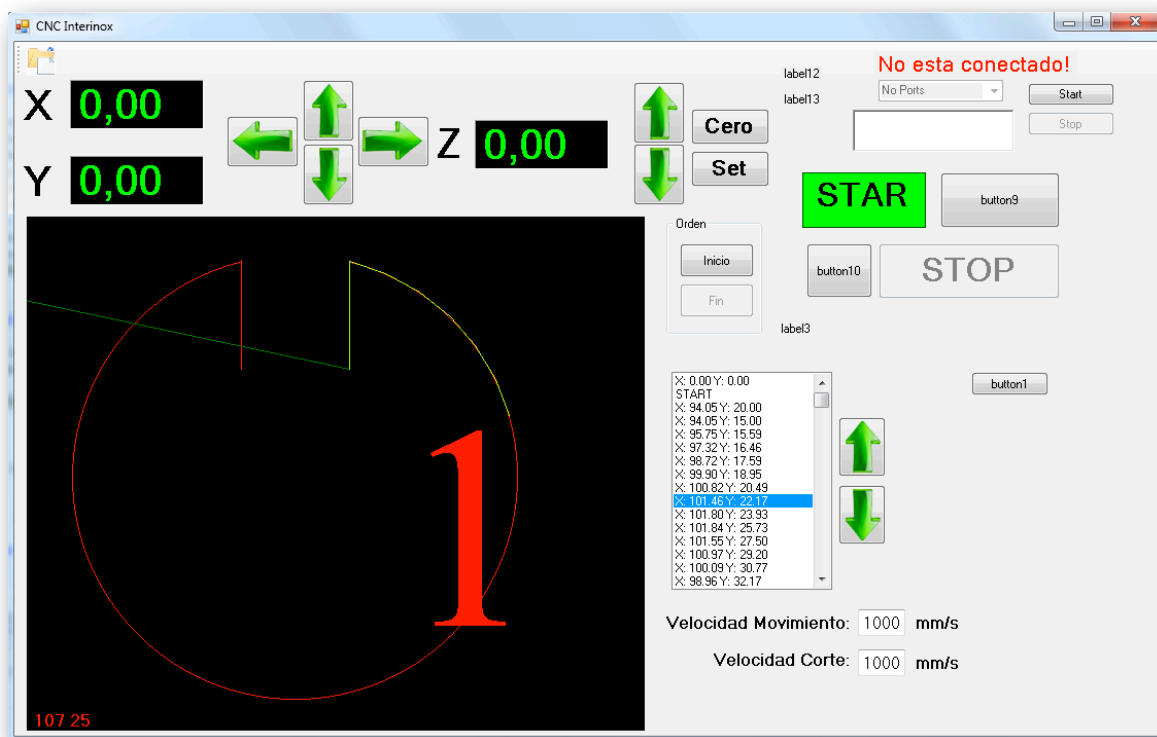 CNC Interinox
No esta conectado!
label12
No Ports
Start
label13
Stop
X 0,00
Y 0,00
Z 0,00
Cero
Set
STAR
button9
Orden
Inicio
Fin
button10
STOP
label3
button1
X: 0.00 Y: 0.00
START
X: 94.05 Y: 20.00
X: 94.05 Y: 15.00
X: 95.75 Y: 15.59
X: 97.32 Y: 16.46
X: 98.72 Y: 17.59
X: 99.90 Y: 18.95
X: 100.82 Y: 20.49
X: 101.46 Y: 22.17
X: 101.80 Y: 23.93
X: 101.84 Y: 25.73
X: 101.55 Y: 27.50
X: 100.97 Y: 29.20
X: 100.09 Y: 30.77
X: 98.96 Y: 32.17
1
107 25
Velocidad Movimiento: 1000 mm/s
Velocidad Corte: 1000 mm/s